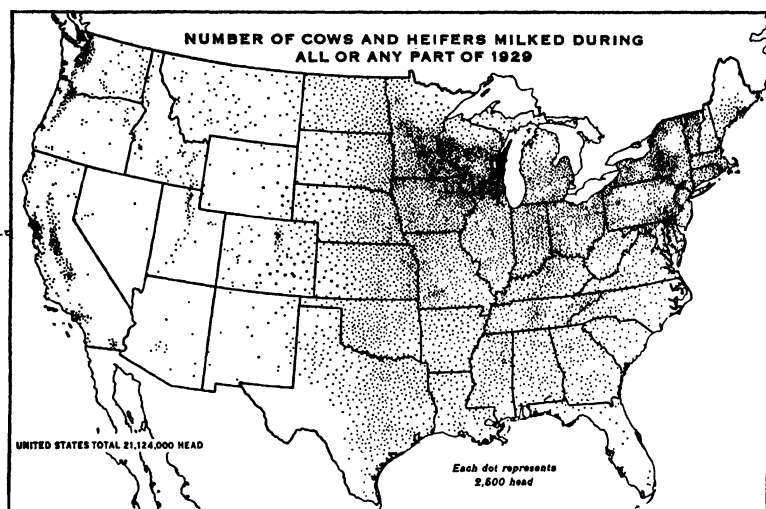 NUMBER OF COWS AND HEIFERS MILKED DURING
ALL OR ANY PART OF 1929
UNITED STATES TOTAL 21,124,000 HEAD
Each dot represents
2,500 head